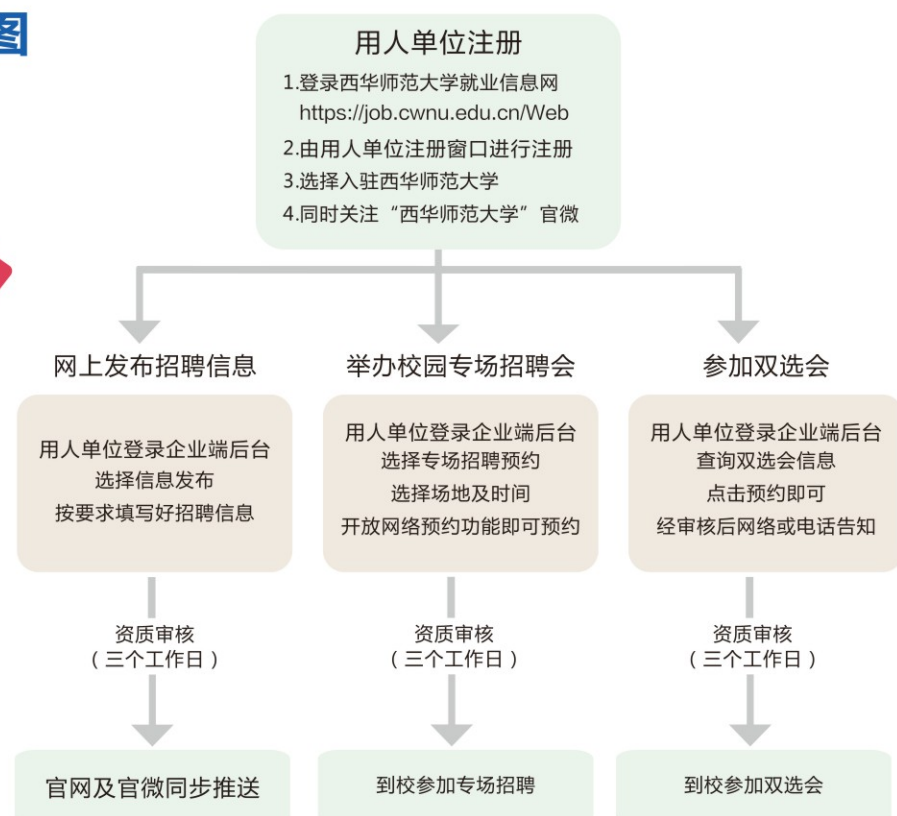 图
用人单位注册
1.登录西华师范大学就业信息网
https://job.cwnu.edu.cn/Web
2.由用人单位注册窗口进行注册
3.选择入驻西华师范大学
4.同时关注“西华师范大学”官微
网上发布招聘信息
用人单位登录企业端后台
选择信息发布
按要求填写好招聘信息
资质审核
(三个工作日)
官网及官微同步推送
举办校园专场招聘会
用人单位登录企业端后台
选择专场招聘预约
选择场地及时间
开放网络预约功能即可预约
资质审核
(三个工作日)
到校参加专场招聘
参加双选会
用人单位登录企业端后台
查询双选会信息
点击预约即可
经审核后网络或电话告知
资质审核
(三个工作日)
到校参加双选会